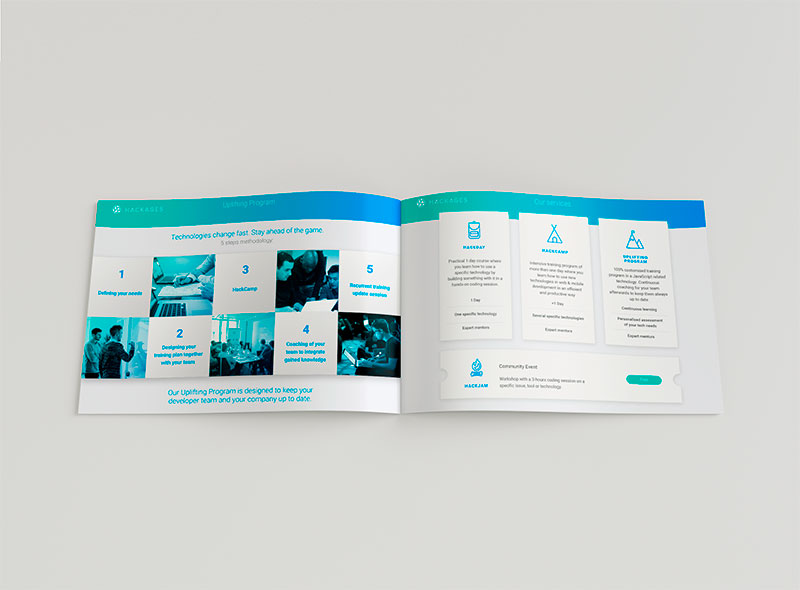 HACKAGES
Uplifting Program
Technologies change fast. Stay ahead of the game.
5 steps methodology:
1
Defining your needs
3
HackCamp
5
Recurrent training
update session
2
Designing your
training plan together
with your team
4
Coaching of your
team to integrate
gained knowledge
Our Uplifting Program is designed to keep your
developer team and your company up to date.
HACKAGES
Our services
HACKDAY
Practical 1-day course where
you learn how to use a
specific technology by
building something with it in a
hands-on coding session.
1 Day
One specific technology
Expert mentors
HACKCAMP
Intensive training program of
more than one day where you
learn how to use new
technologies in web & mobile
development in an efficient
and productive way.
+1 Day
Several specific technologies
Expert mentors
UPLIFTING
PROGRAM
100% customised training
program in a JavaScript related
technology. Continuous
coaching for your team
afterwards to keep them always
up to date.
Continuous learning
Personalised assessment
of your tech needs
Expert mentors
HACKJAM
Community Event
Workshop with a 3 hours coding session on a
specific issue, tool or technology.